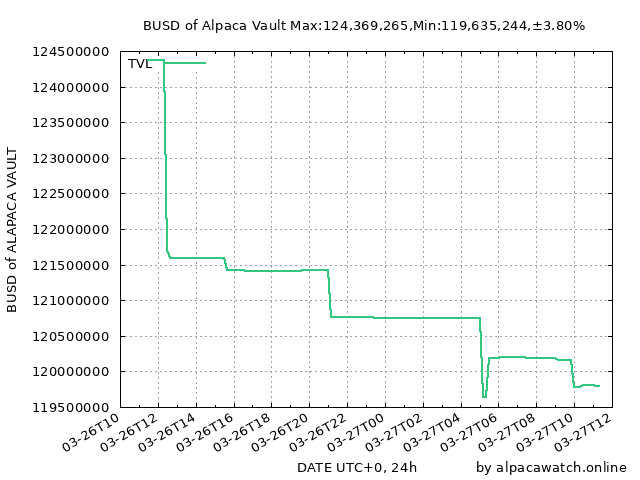 BUSD of Alpaca Vault Max:124,369,265,Min:119,635,244,±3.80%
124500000
TVL
124000000
123500000
123000000
122500000
122000000
121500000
121000000
120500000
120000000
119500000
BUSD of ALAPACA VAULT
03-26T10
03-26T12
03-26T14
03-26T16
03-26T18
03-26T20
03-26T22
03-27T00
03-27T02
03-27T04
03-27T06
03-27T08
03-27T10
03-27T12
DATE UTC+0, 24h
by alpacawatch.online